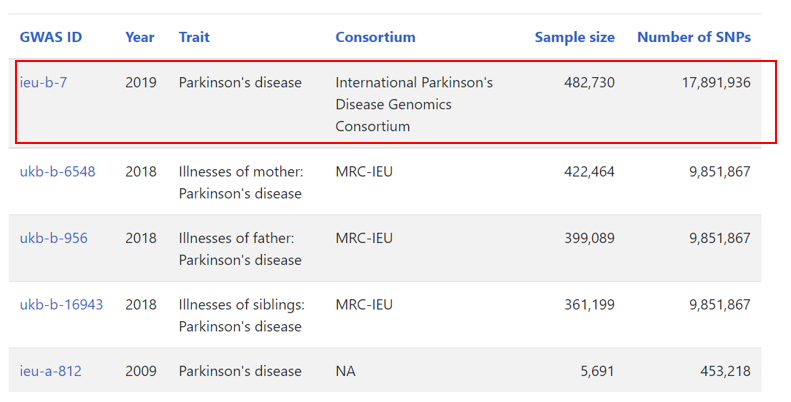 GWAS ID Year Trait Consortium Sample size Number of SNPs
ieu-b-7 2019 Parkinson's disease International Parkinson's 482,730 17,891,936
Disease Genomics
Consortium
ukb-b-6548 2018 Illnesses of mother: MRC-IEU 422,464 9,851,867
Parkinson's disease
ukb-b-956 2018 Illnesses of father: MRC-IEU 399,089 9,851,867
Parkinson's disease
ukb-b-16943 2018 Illnesses of siblings: MRC-IEU 361,199 9,851,867
Parkinson's disease
ieu-a-812 2009 Parkinson's disease NA 5,691 453,218